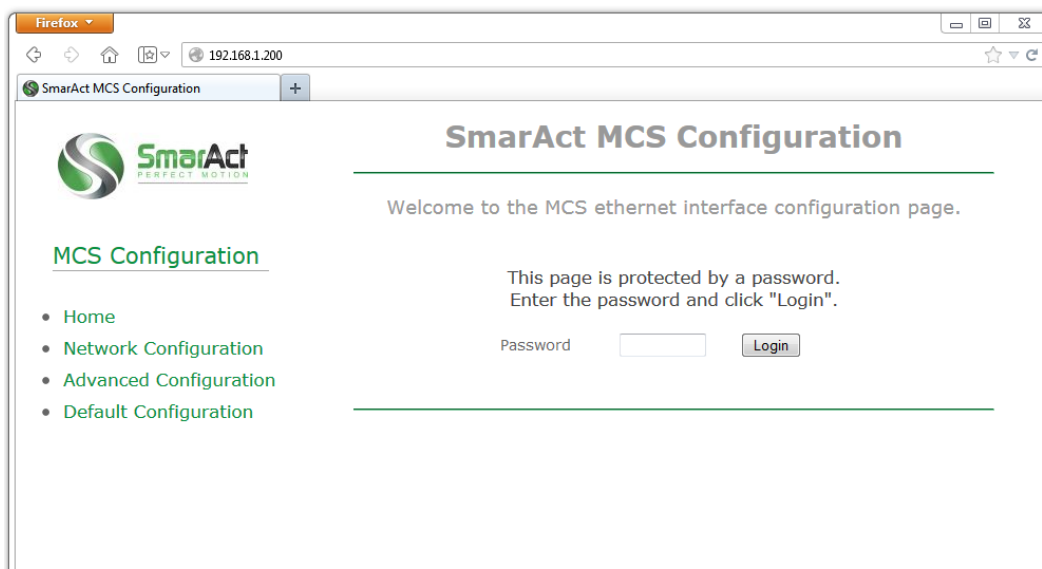 Firefox
192.168.1.200
SmarAct MCS Configuration
SmarAct
PERFECT MOTION
MCS Configuration
Home
Network Configuration
Advanced Configuration
Default Configuration
SmarAct MCS Configuration
Welcome to the MCS ethernet interface configuration page.
This page is protected by a password.
Enter the password and click "Login".
Password Login